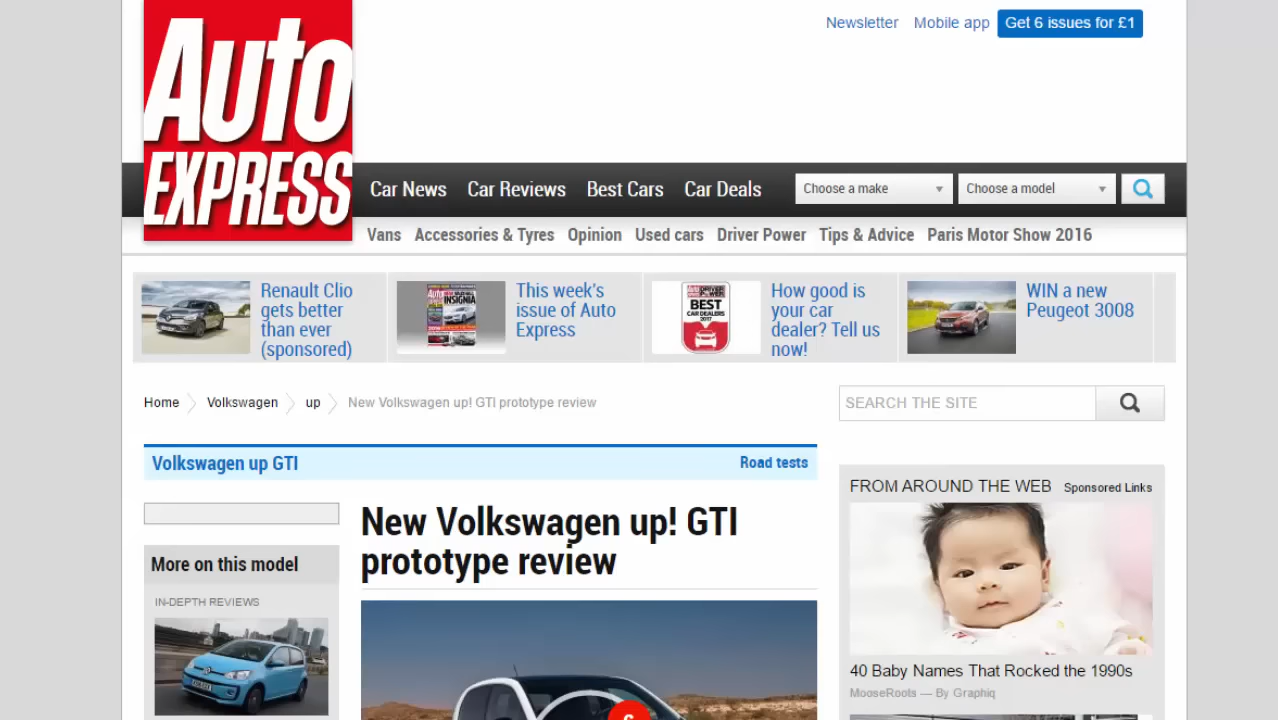 Auto
EXPRESS
Newsletter Mobile app Get 6 issues for £1
Car News Car Reviews Best Cars Car Deals Choose a make Choose a model
Vans Accessories & Tyres Opinion Used cars Driver Power Tips & Advice Paris Motor Show 2016
Renault Clio
gets better
than ever
(sponsored)
This week's
issue of Auto
Express
INSIGNIA
How good is
your car
dealer? Tell us
now!
BEST
CAR DEALERS
2017
WIN a new
Peugeot 3008
Home Volkswagen up New Volkswagen up! GTI prototype review
SEARCH THE SITE
Volkswagen up GTI Road tests
New Volkswagen up! GTI
prototype review
More on this model
IN-DEPTH REVIEWS
FROM AROUND THE WEB Sponsored Links
40 Baby Names That Rocked the 1990s
MooseRoots — By Graphiq